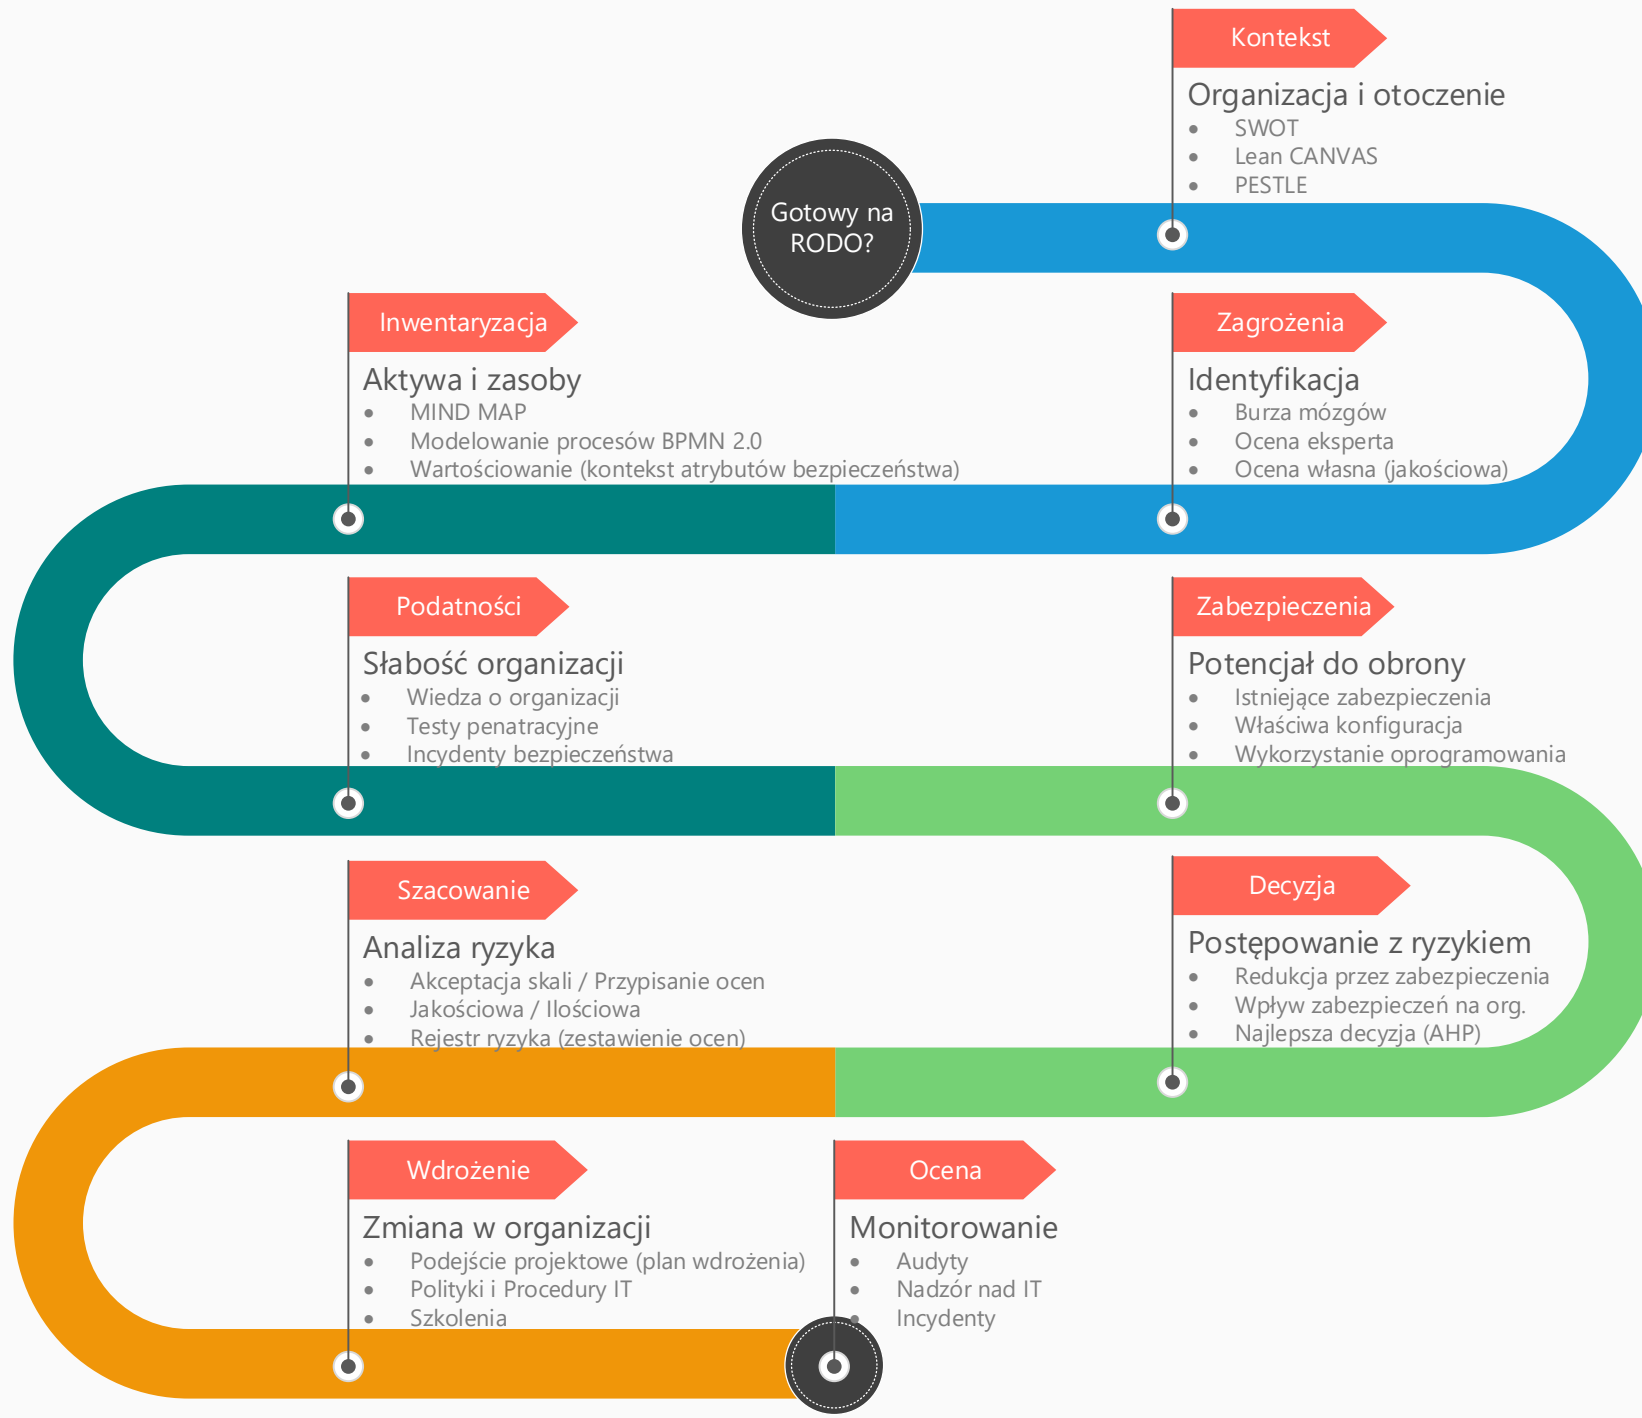 Kontekst
Organizacja i otoczenie
• SWOT
• Lean CANVAS
• PESTLE
Gotowy na
RODO?
Inwentaryzacja
Aktywa i zasoby
• MIND MAP
• Modelowanie procesów BPMN 2.0
• Wartościowanie (kontekst atrybutów bezpieczeństwa)
Zagrożenia
Identyfikacja
• Burza mózgów
• Ocena eksperta
• Ocena własna (jakościowa)
Podatności
Słabość organizacji
• Wiedza o organizacji
• Testy penatracyjne
• Incydenty bezpieczeństwa
Zabezpieczenia
Potencjał do obrony
• Istniejące zabezpieczenia
• Właściwa konfiguracja
• Wykorzystanie oprogramowania
Szacowanie
Analiza ryzyka
• Akceptacja skali / Przypisanie ocen
• Jakościowa / Ilościowa
• Rejestr ryzyka (zestawienie ocen)
Decyzja
Postępowanie z ryzykiem
• Redukcja przez zabezpieczenia
• Wpływ zabezpieczeń na org.
• Najlepsza decyzja (AHP)
Wdrożenie
Zmiana w organizacji
• Podejście projektowe (plan wdrożenia)
• Polityki i Procedury IT
• Szkolenia
Ocena
Monitorowanie
• Audyty
• Nadzór nad IT
• Incydenty